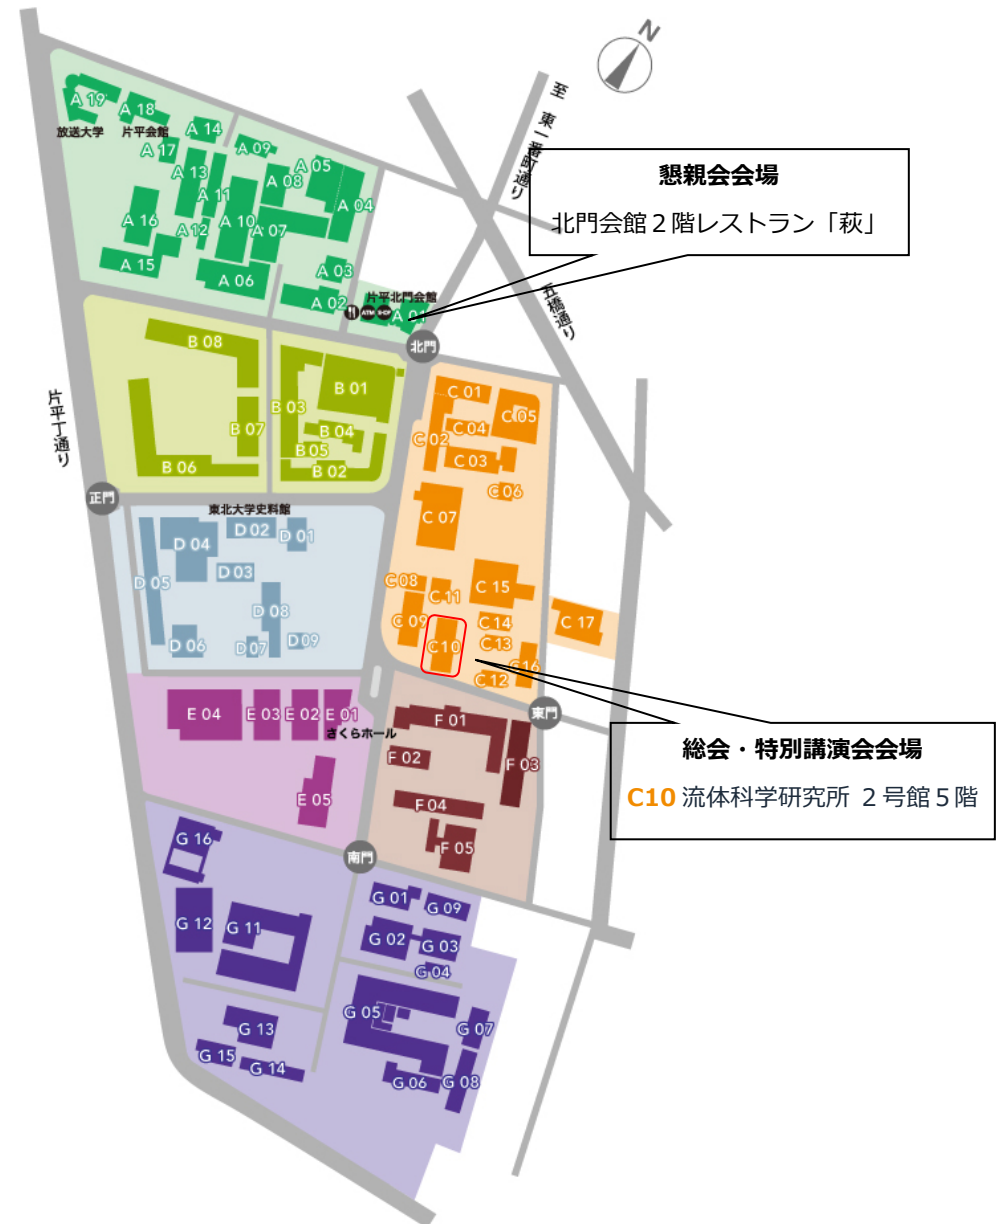 N
至 東一番町通り
懇親会会場
北門会館２階レストラン「萩」
A 19
A 18
放送大学
片平会館
A 17
A 14
A 09
A 13
A 11
A 05
A 08
A 04
A 16
A 12
A 10
A 07
A 15
A 06
A 03
A 02
片平北門会館
ATM
SHOP
A 01
五橋通り
北門
片平丁通り
B 08
B 01
B 03
B 07
B 04
B 05
B 06
B 02
C 01
C 05
C 04
C 02
C 03
C 06
C 07
正門
東北大学史料館
D 02
D 01
D 04
D 03
D 05
D 08
D 06
D 07
D 09
C 08
C 11
C 15
C 09
C 14
C 17
C10
C 13
C 16
C 12
東門
総会・特別講演会会場
C10 流体科学研究所 ２号館５階
E 04
E 03
E 02
E 01
さくらホール
E 05
F 01
F 02
F 03
F 04
F 05
南門
G 16
G 12
G 11
G 01
G 09
G 02
G 03
G 04
G 05
G 07
G 13
G 15
G 14
G 06
G 08